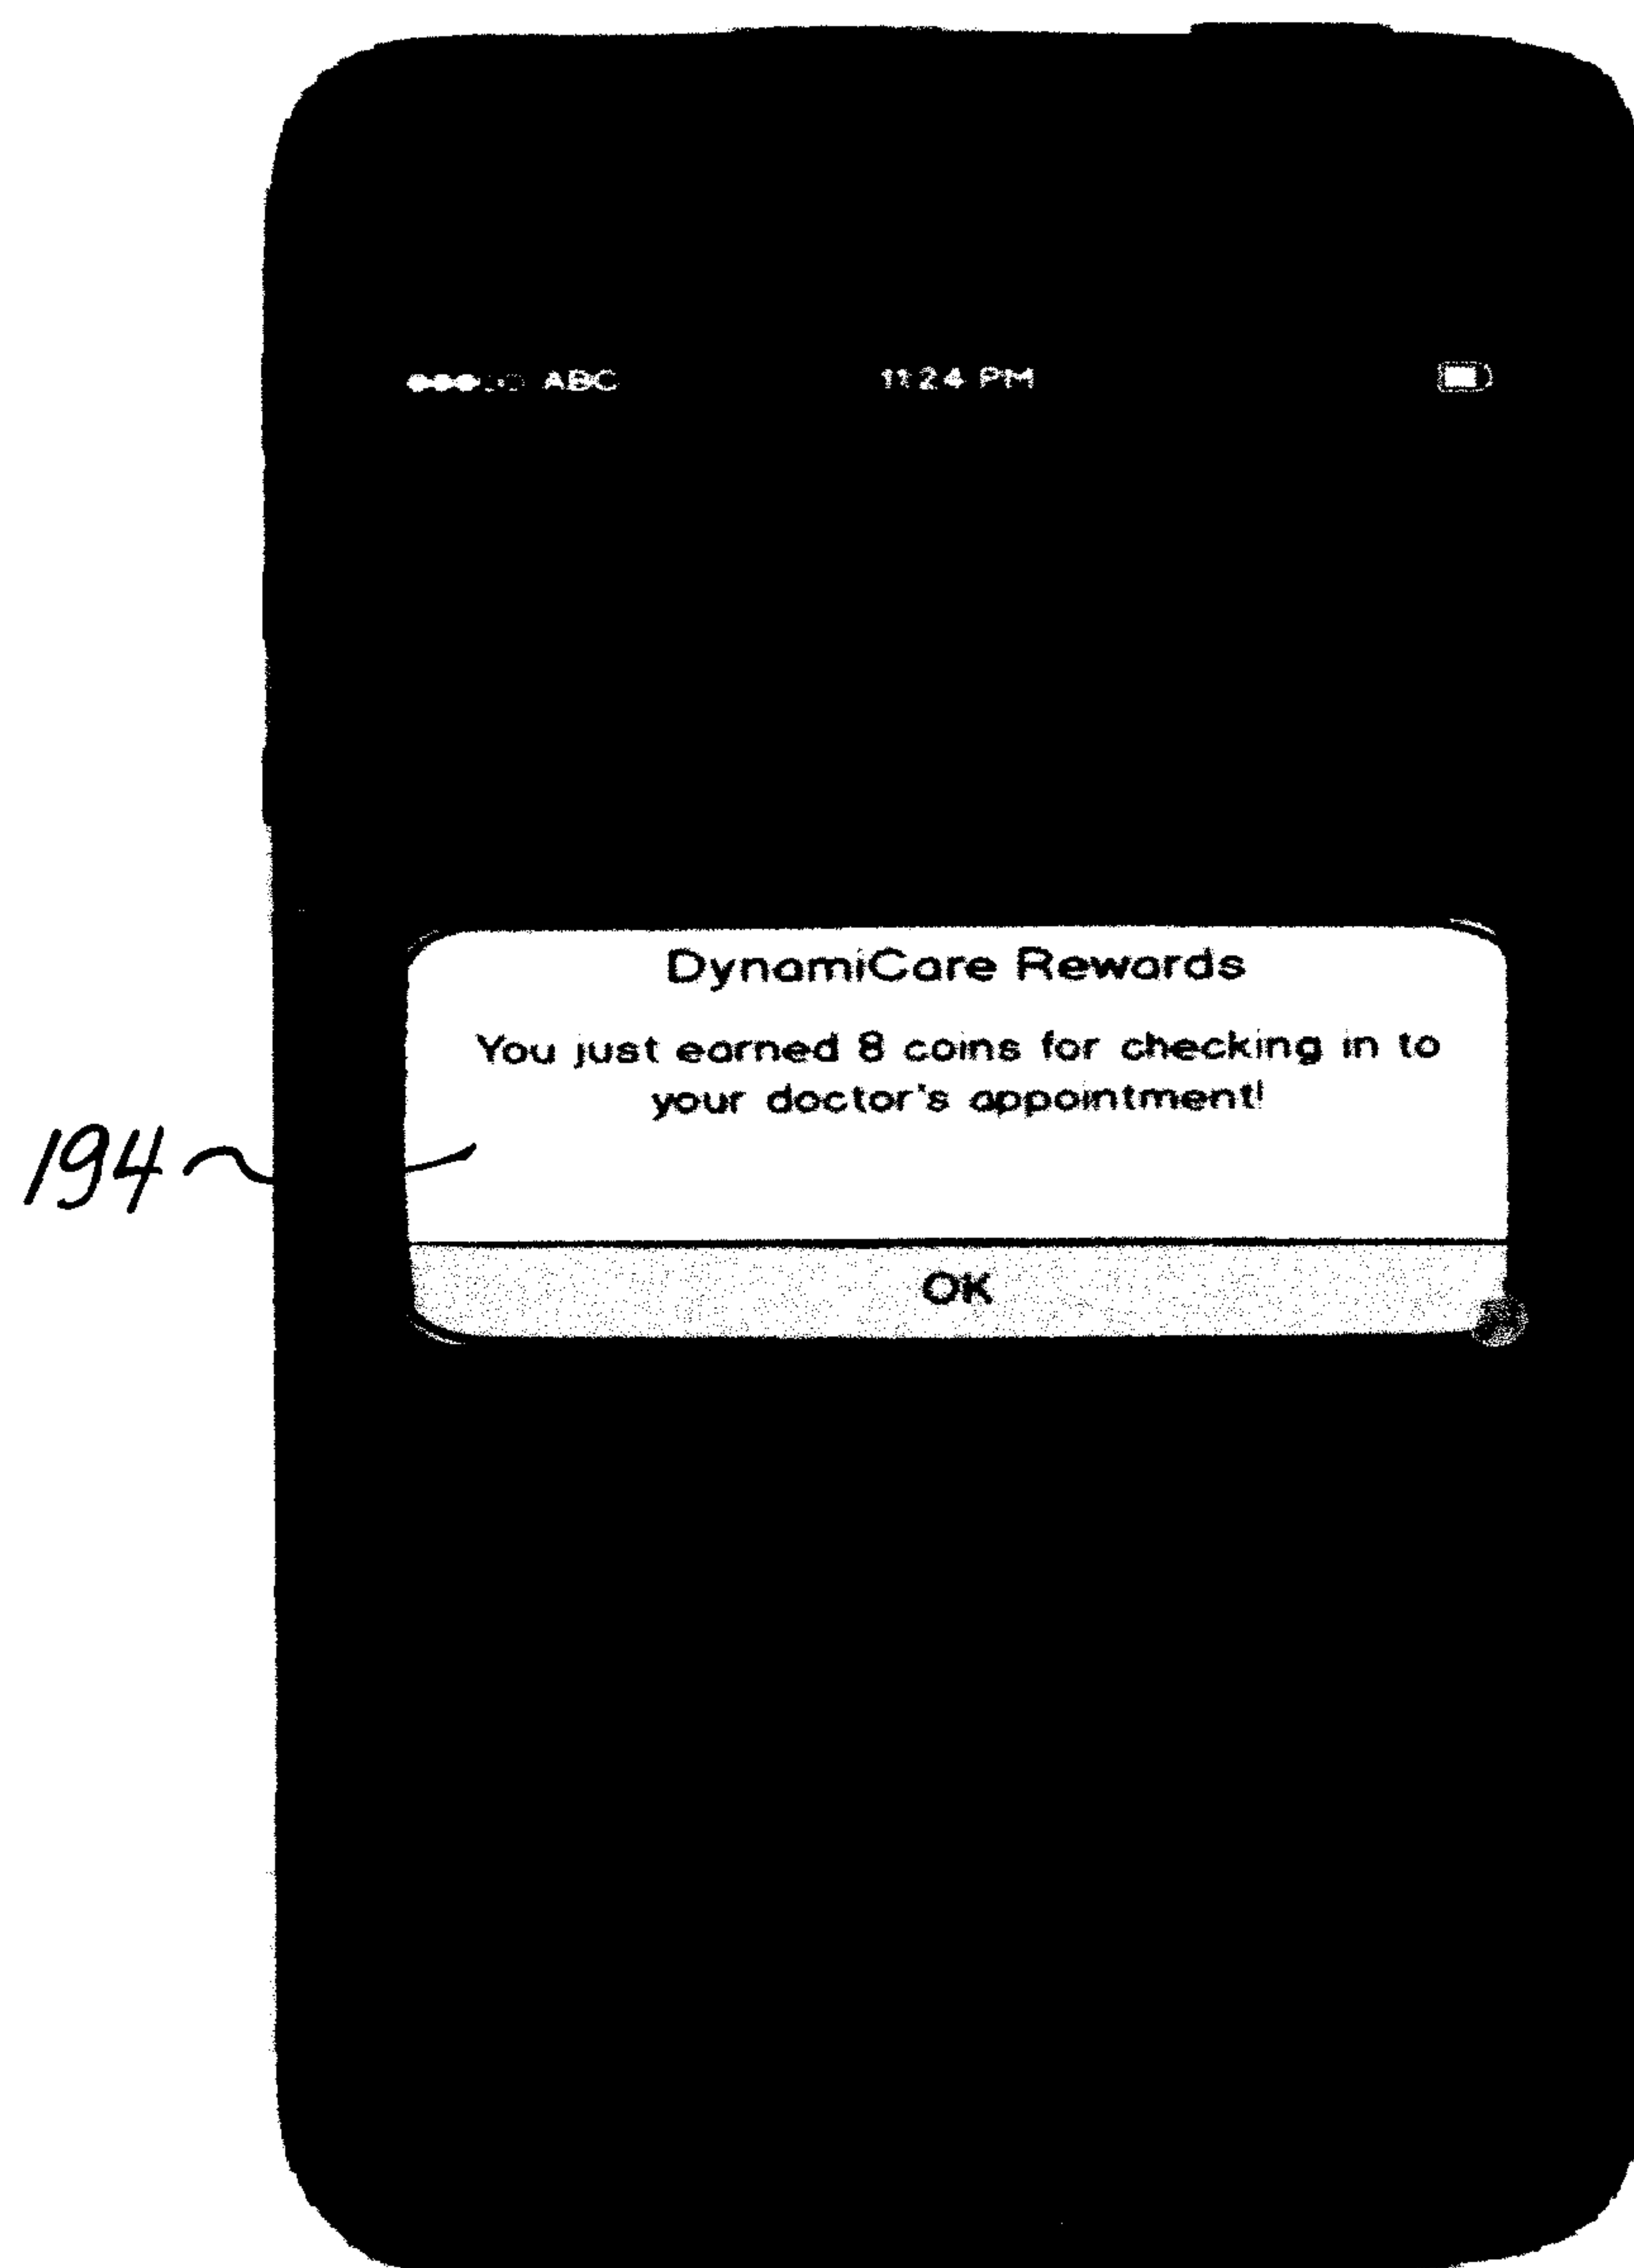 ABC 11:24 PM
DynamiCare Rewards
You just earned 8 coins for checking in to
your doctor's appointment!
194
OK